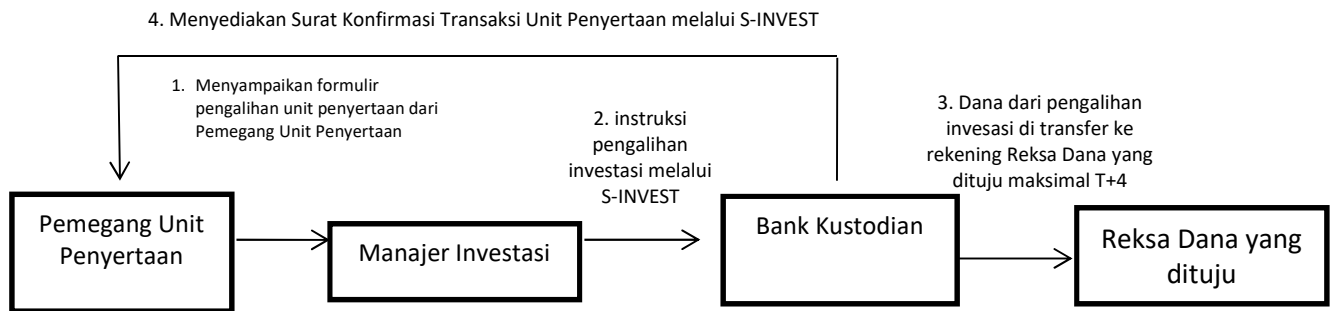 4. Menyediakan Surat Konfirmasi Transaksi Unit Penyertaan melalui S-INVEST
1. Menyampaikan formulir
pengalihan unit penyertaan dari
Pemegang Unit Penyertaan
2. instruksi
pengalihan
investasi melalui
S-INVEST
3. Dana dari pengalihan
invesasi di transfer ke
rekening Reksa Dana yang
dituju maksimal T+4
Pemegang Unit
Penyertaan
Manajer Investasi
Bank Kustodian
Reksa Dana yang
dituju